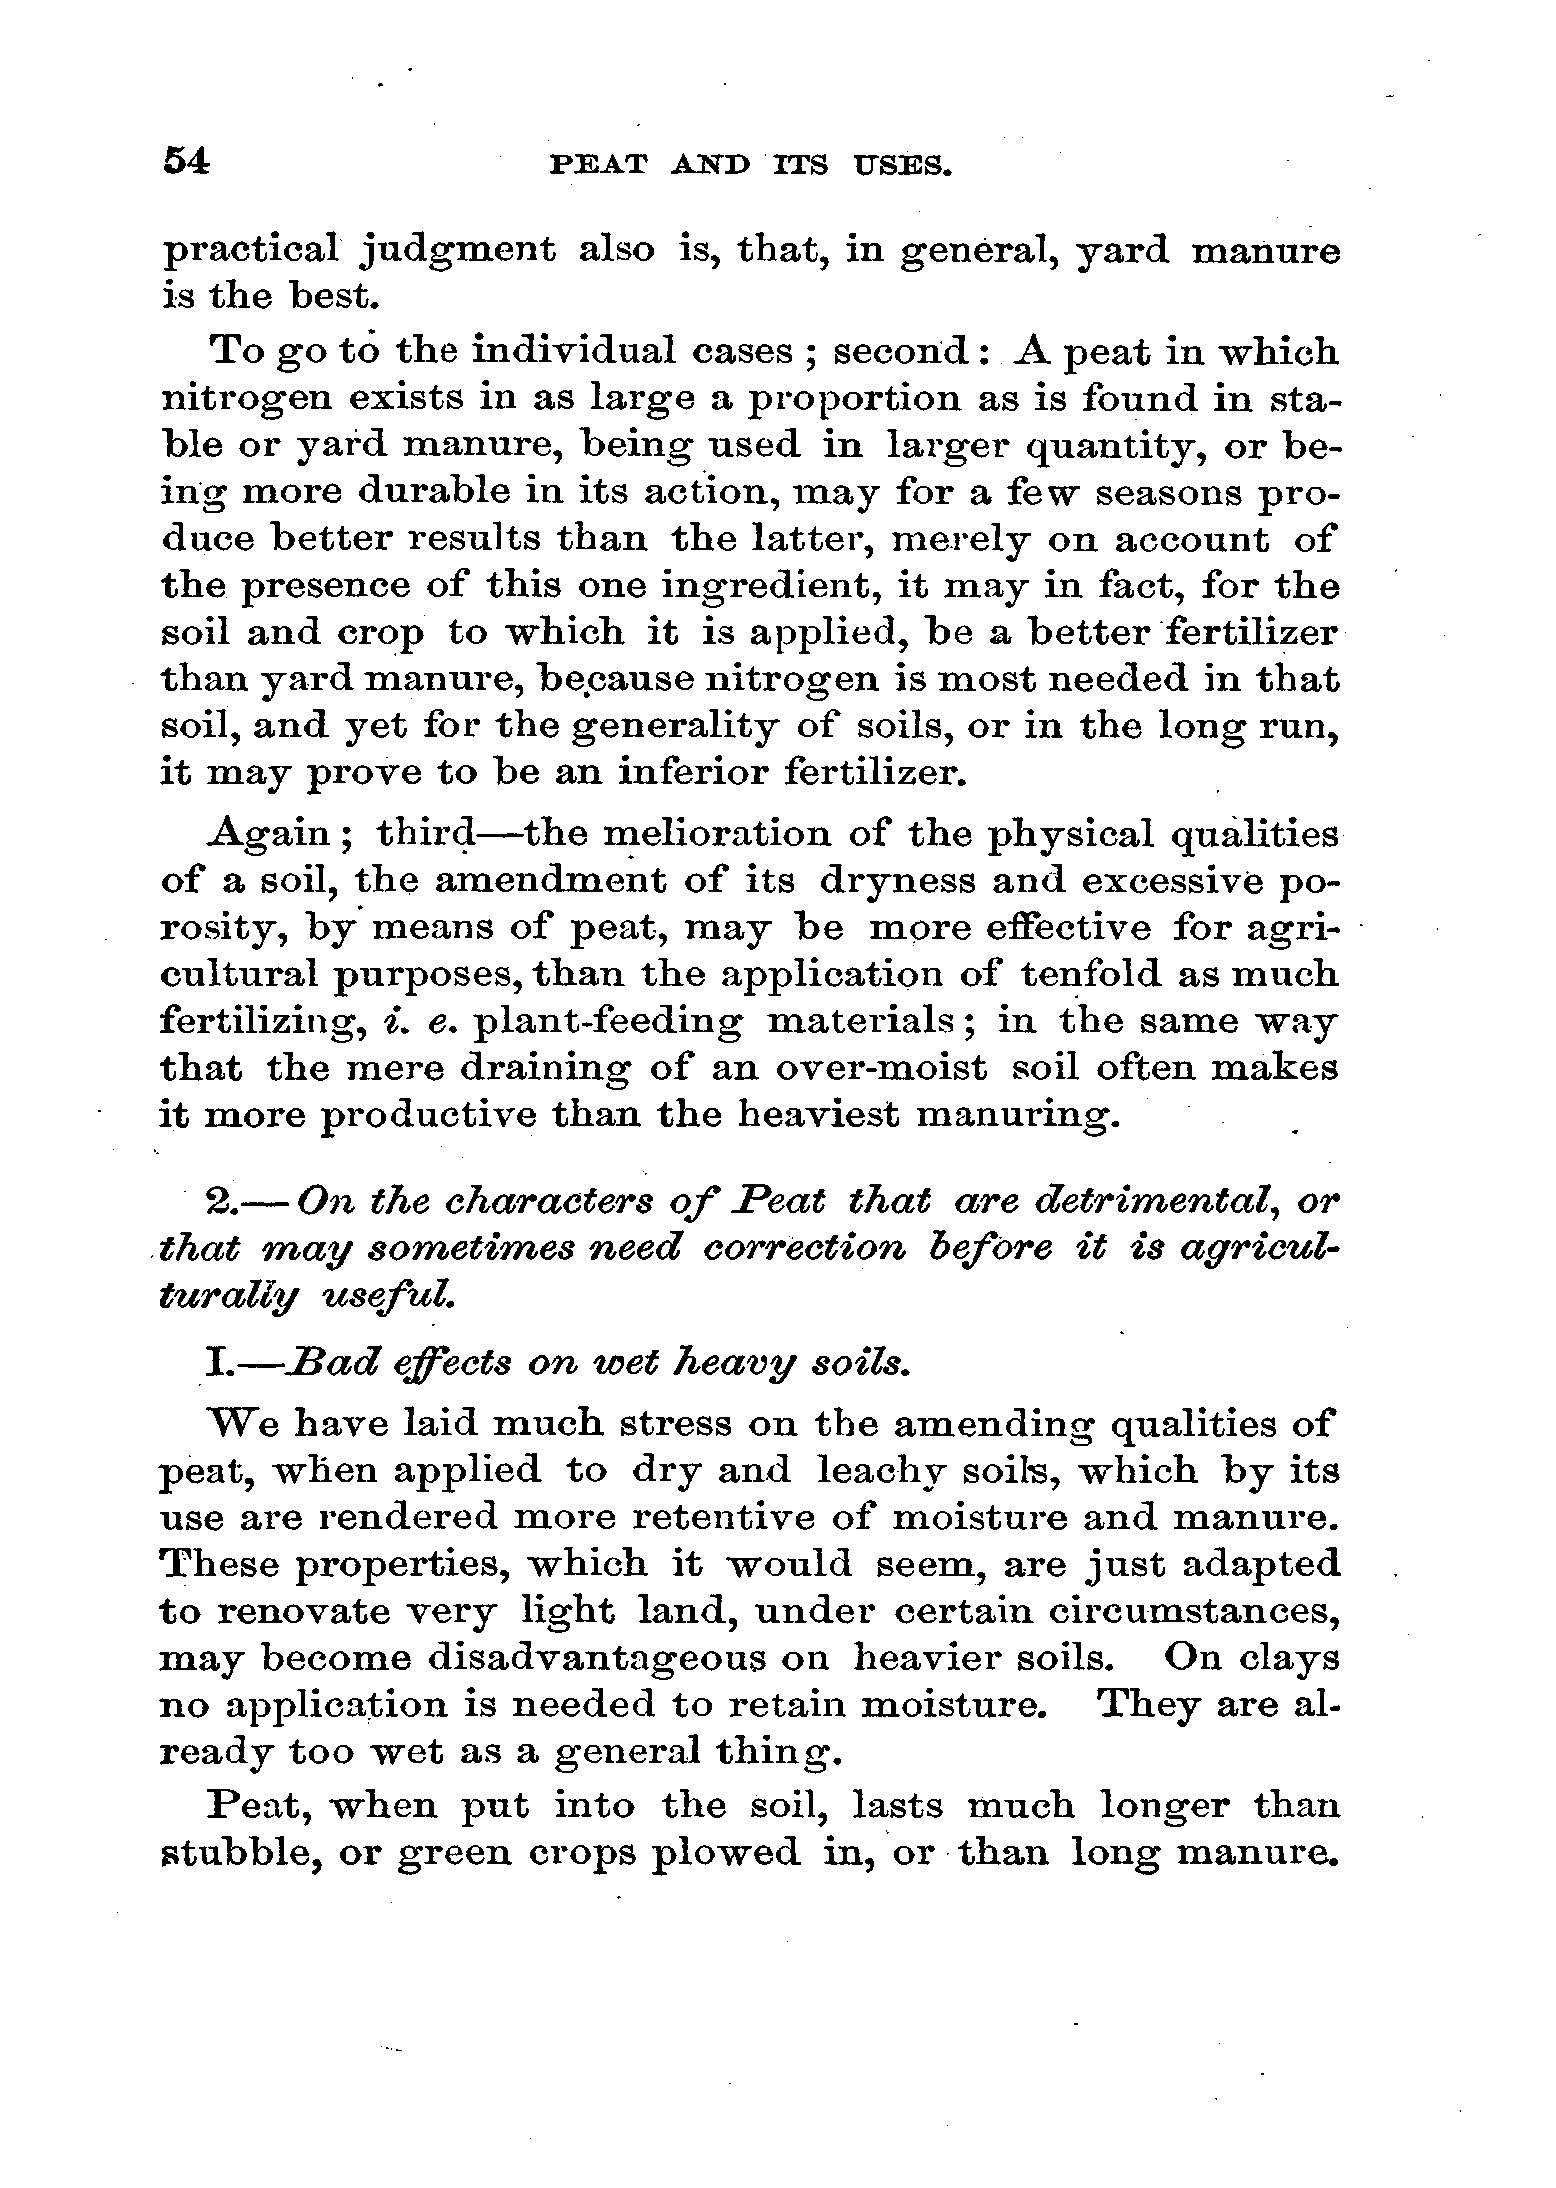 54 PEAT AND ITS USES.
practical judgment also is, that, in general, yard manure
is the best.
To go to the individual cases ; second : A peat in which
nitrogen exists in as large a proportion as is found in sta-
ble or yard manure, being used in larger quantity, or be-
ing more durable in its action, may for a few seasons pro-
duce better results than the latter, merely on account of
the presence of this one ingredient, it may in fact, for the
soil and crop to which it is applied, be a better fertilizer
than yard manure, because nitrogen is most needed in that
soil, and yet for the generality of soils, or in the long run,
it may prove to be an inferior fertilizer.
Again ; third—the melioration of the physical qualities
of a soil, the amendment of its dryness and excessive po-
rosity, by means of peat, may be more effective for agri-
cultural purposes, than the application of tenfold as much
fertilizing, i. e. plant-feeding materials ; in the same way
that the mere draining of an over-moist soil often makes
it more productive than the heaviest manuring.
2.—On the characters of Peat that are detrimental, or
that may sometimes need correction before it is agricul-
turally useful.
I.—Bad effects on wet heavy soils.
We have laid much stress on the amending qualities of
peat, when applied to dry and leachy soils, which by its
use are rendered more retentive of moisture and manure.
These properties, which it would seem, are just adapted
to renovate very light land, under certain circumstances,
may become disadvantageous on heavier soils. On clays
no application is needed to retain moisture. They are al-
ready too wet as a general thing.
Peat, when put into the soil, lasts much longer than
stubble, or green crops plowed in, or than long manure.